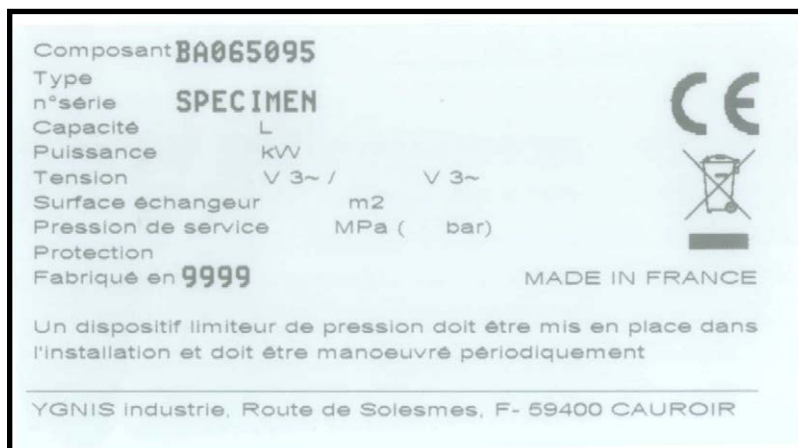 Composant BA065095
Type
n°série SPECIMEN
Capacité L
Puissance kW
Tension V 3~ / V 3~
Surface échangeur m2
Pression de service MPa ( bar)
Protection
Fabriqué en 9999 MADE IN FRANCE
CE
Un dispositif limiteur de pression doit être mis en place dans
l'installation et doit être manoeuvré périodiquement
YGNIS industrie, Route de Solesmes, F- 59400 CAUROIR